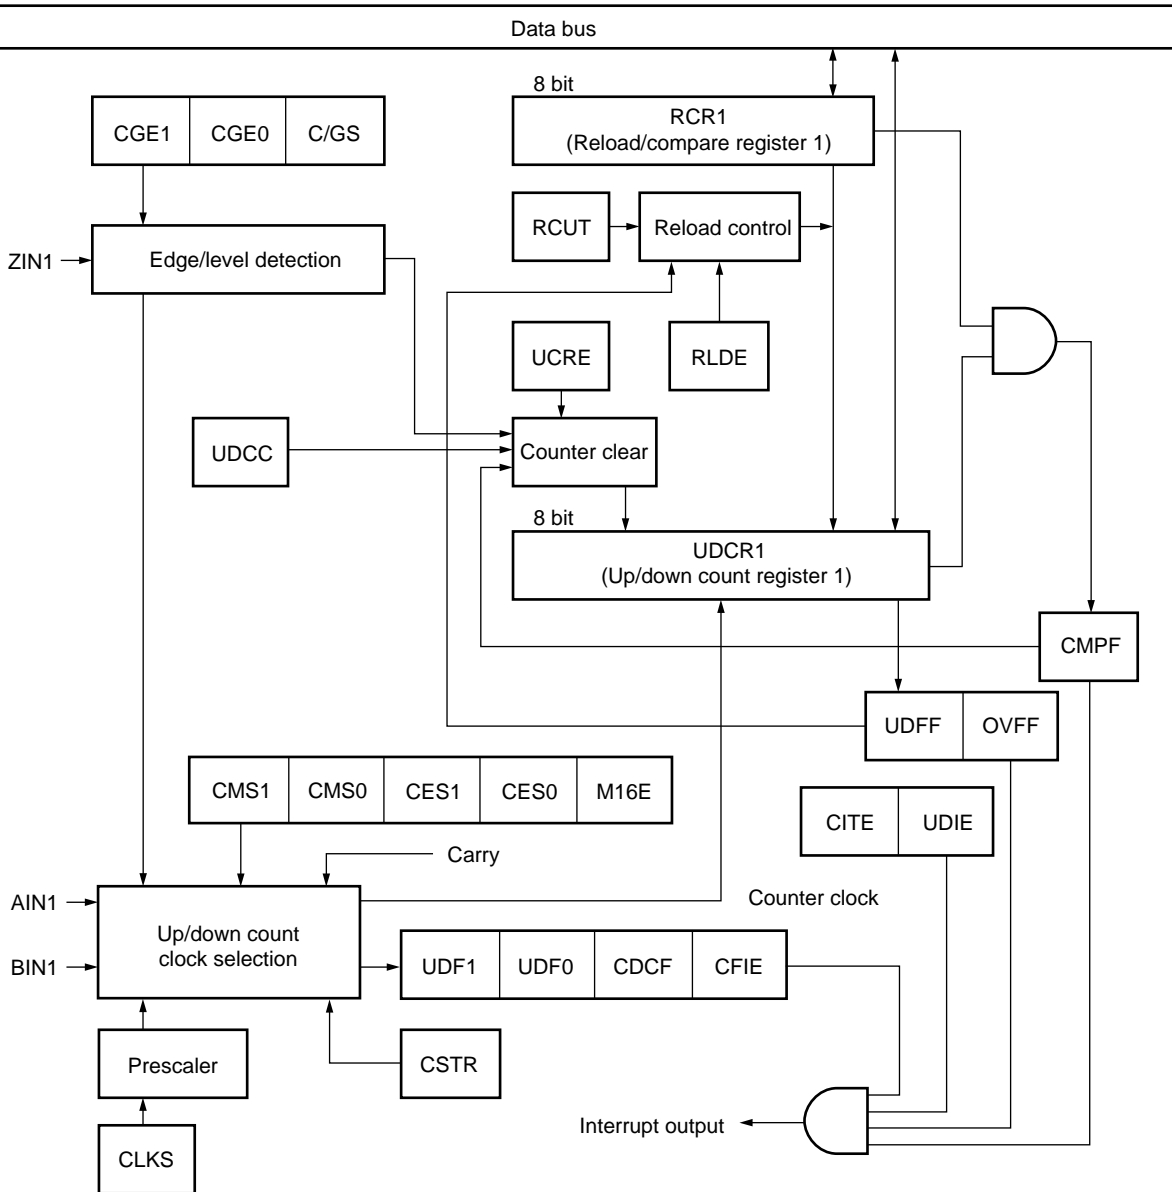 Data bus
8 bit
CGE1 CGE0 C/GS
RCR1
(Reload/compare register 1)
RCUT
Reload control
ZIN1
Edge/level detection
UCRE
RLDE
UDCC
Counter clear
8 bit
UDCR1
(Up/down count register 1)
CMPF
UDFF OVFF
CMS1 CMS0 CES1 CES0 M16E
CITE UDIE
Carry
Counter clock
AIN1
Up/down count
clock selection
BIN1
UDF1 UDF0 CDCF CFIE
Prescaler
CSTR
Interrupt output
CLKS